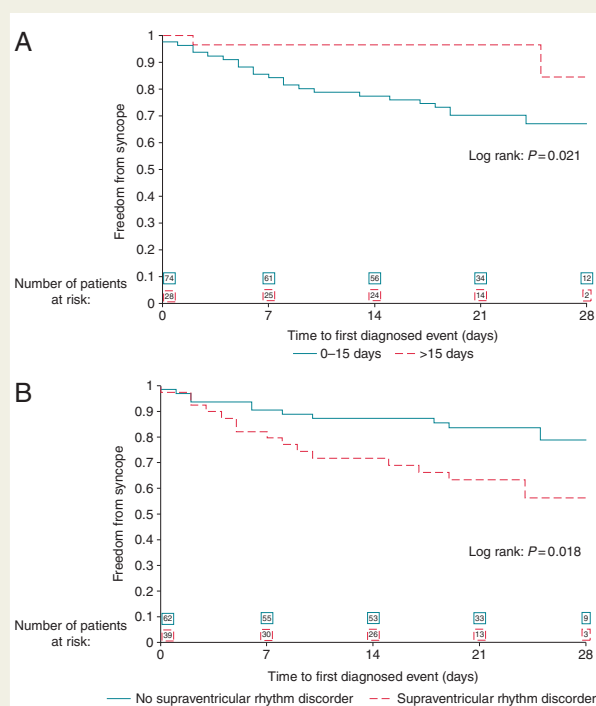 A
1
0.9
0.8
0.7
0.6
0.5
0.4
0.3
0.2
0.1
0
Freedom from syncope
Log rank: P=0.021
Number of patients
at risk:
74 61 56 34 12
28 25 24 14 2
0 7 14 21 28
Time to first diagnosed event (days)
0–15 days >15 days
B
1
0.9
0.8
0.7
0.6
0.5
0.4
0.3
0.2
0.1
0
Freedom from syncope
Log rank: P=0.018
Number of patients
at risk:
62 55 53 33 9
39 30 26 13 3
0 7 14 21 28
Time to first diagnosed event (days)
No supraventricular rhythm disorder Supraventricular rhythm disorder